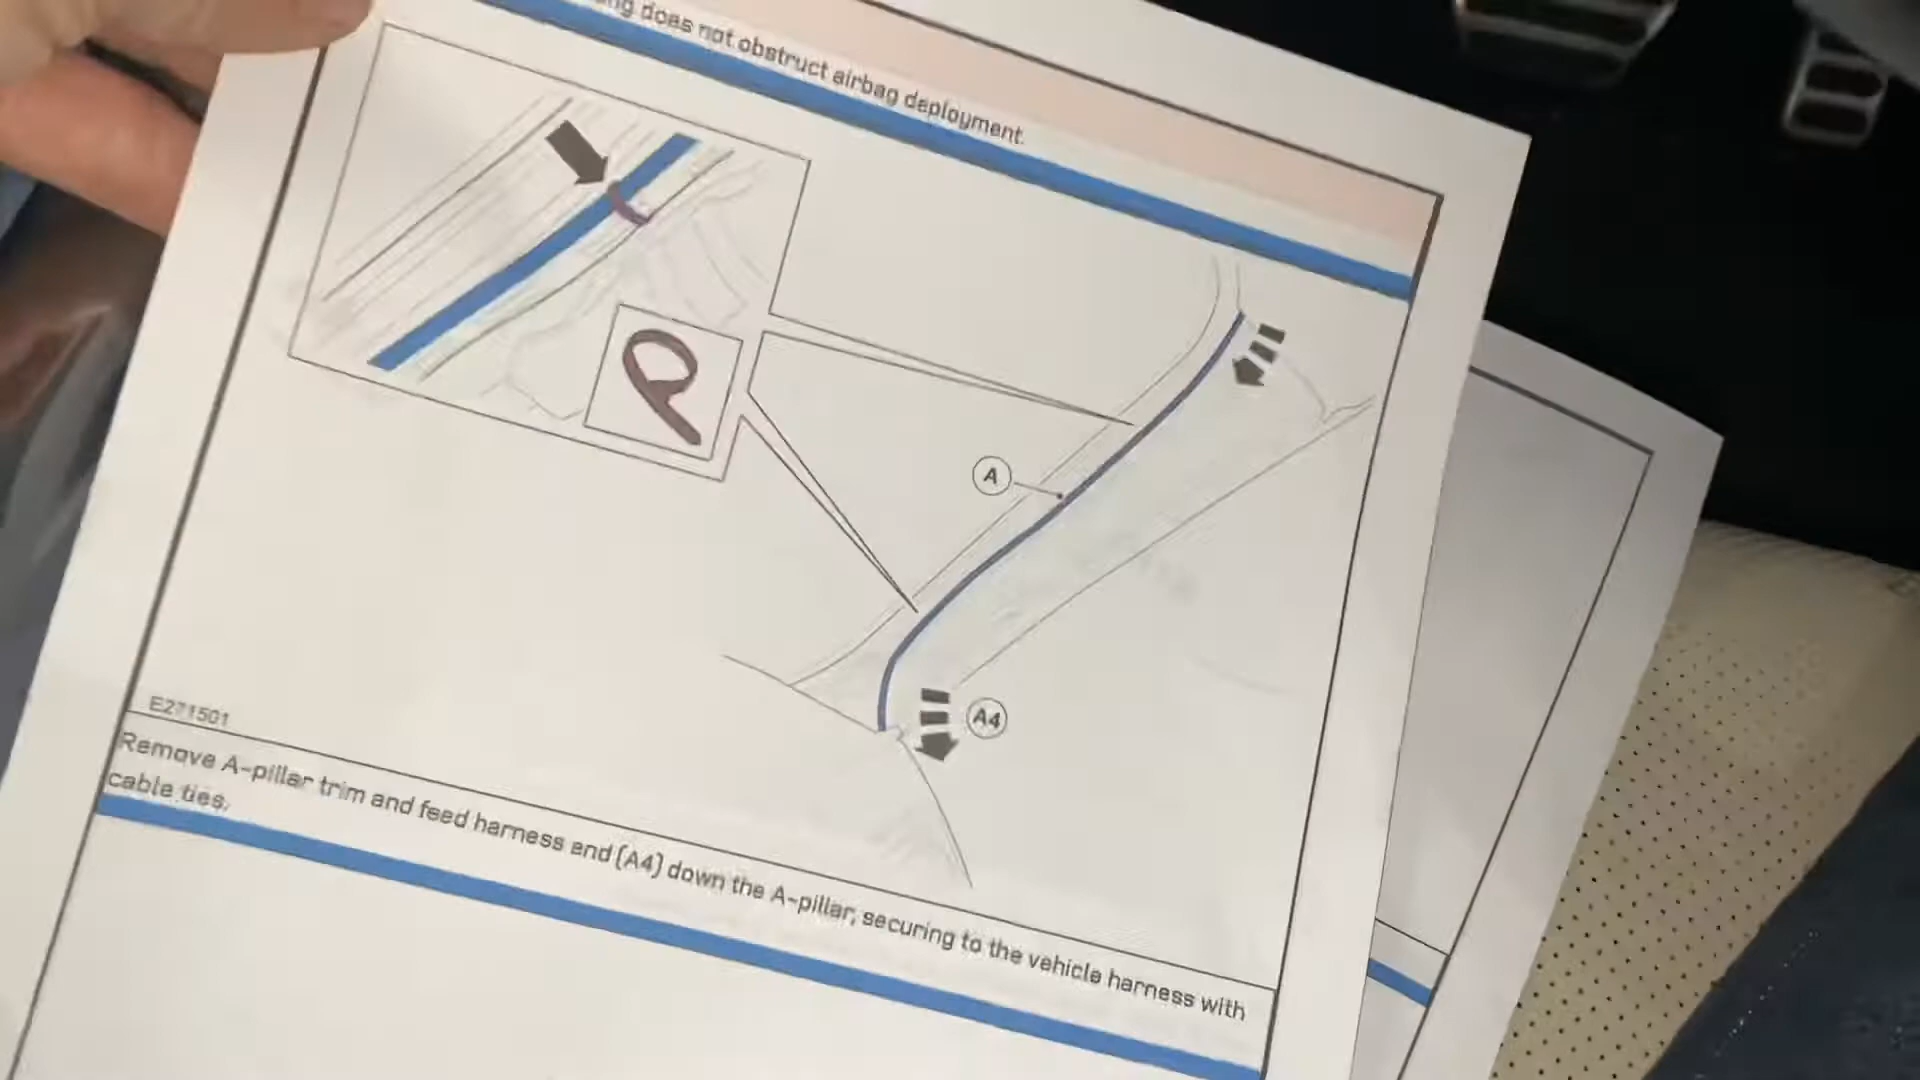 does not obstruct airbag deployment.
A
A4
E271501
Remove A-pillar trim and feed harness end (A4) down the A-pillar, securing to the vehicle harness with
cable ties.